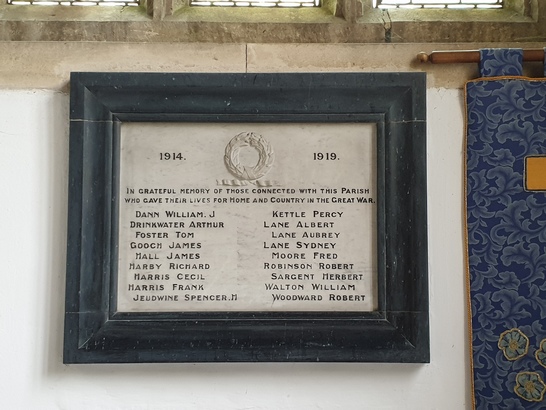 1914. 1919.
IN GRATEFUL MEMORY OF THOSE CONNECTED WITH THIS PARISH
WHO GAVE THEIR LIVES FOR HOME AND COUNTRY IN THE GREAT WAR.
DANN WILLIAM. J
DRINKWATER ARTHUR
FOSTER TOM
GOOCH JAMES
HALL JAMES
HARBY RICHARD
HARRIS CECIL
HARRIS FRANK
JEUDWINE SPENCER. H
KETTLE PERCY
LANE ALBERT
LANE AUBREY
LANE SYDNEY
MOORE FRED
ROBINSON ROBERT
SARGENT HERBERT
WALTON WILLIAM
WOODWARD ROBERT